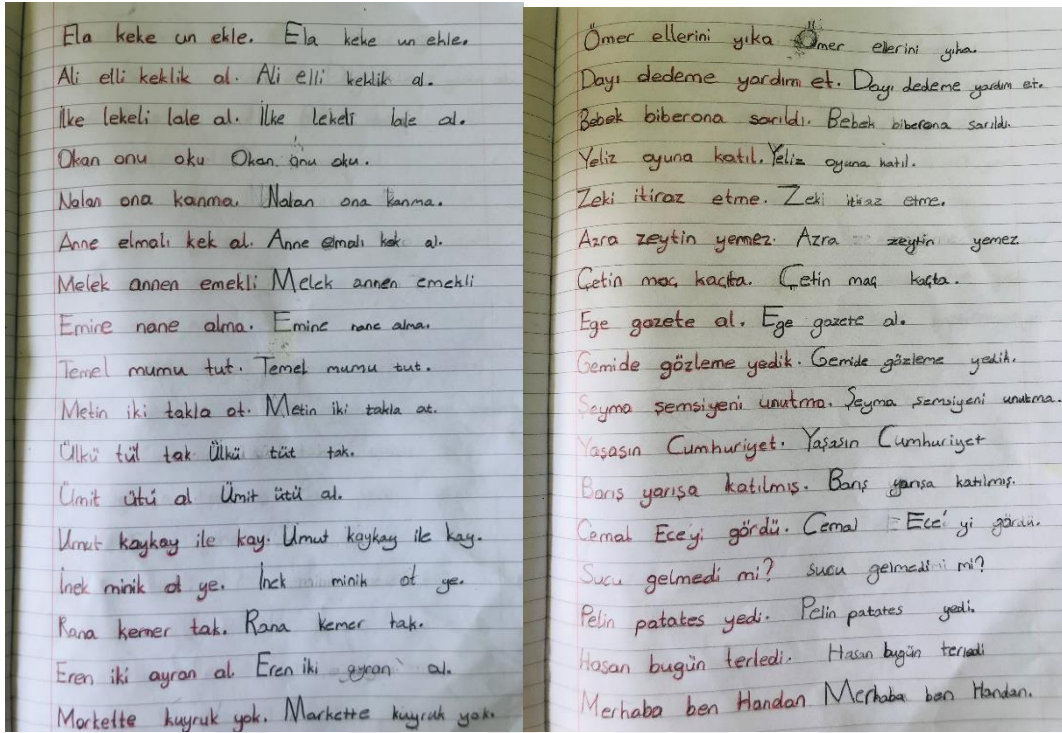 Ela keke un ekle. Ela keke un ekle.
Ali elli keklik al. Ali elli keklik al.
İlke lekeli lale al. İlke lekeli lale al.
Okan onu oku Okan onu oku.
Nalan ona kanma. Nalan ona kanma.
Anne elmalı kek al. Anne elmalı kek al.
Melek annen emekli Melek annen emekli
Emine nane alma. Emine nane alma.
Temel mumu tut. Temel mumu tut.
Metin iki takla at. Metin iki takla at.
Ülkü tül tak Ülkü tüt tak.
Ümit ütü al Ümit ütü al.
Umut kaykay ile kay. Umut kaykay ile kay.
İnek minik ot ye. İnek minik ot ye.
Rana kemer tak. Rana kemer tak.
Eren iki ayran al. Eren iki ayran al.
Markette kuyruk yok. Markette kuyruk yok.
Ömer ellerini yıka Ömer ellerini yıka.
Dayı dedeme yardım et. Dayı dedeme yardım et.
Bebek biberona sarıldı. Bebek biberona sarıldı.
Yeliz oyuna katıl. Yeliz oyuna katıl.
Zeki itiraz etme. Zeki itiraz etme.
Azra zeytin yemez. Azra zeytin yemez
Çetin maç kaçta. Çetin maç kaçta.
Ege gazete al. Ege gazete al.
Gemide gözleme yedik. Gemide gözleme yedik.
Şeyma şemsiyeni unutma. Şeyma şemsiyeni unutma.
Yaşasın Cumhuriyet. Yaşasın Cumhuriyet
Barış yarışa katılmış. Barış yarışa katılmış.
Cemal Ece'yi gördü. Cemal Ece'yi gördü.
Sucu gelmedi mi? sucu gelmedi mi?
Pelin patates yedi. Pelin patates yedi.
Hasan bugün terledi. Hasan bugün terledi
Merhaba ben Handan Merhaba ben Handan.